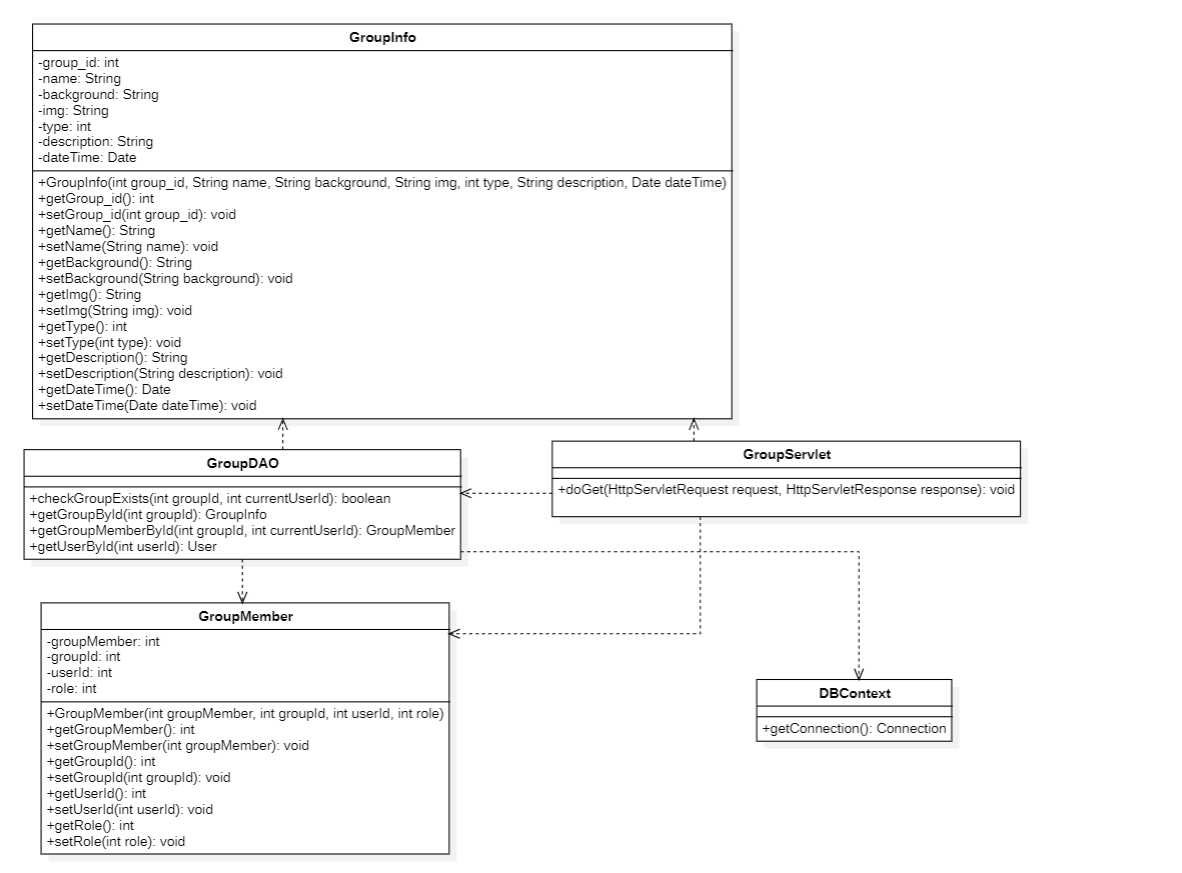 GroupInfo
-group_id: int
-name: String
-background: String
-img: String
-type: int
-description: String
-dateTime: Date
+GroupInfo(int group_id, String name, String background, String img, int type, String description, Date dateTime)
+getGroup_id(): int
+setGroup_id(int group_id): void
+getName(): String
+setName(String name): void
+getBackground(): String
+setBackground(String background): void
+getImg(): String
+setImg(String img): void
+getType(): int
+setType(int type): void
+getDescription(): String
+setDescription(String description): void
+getDateTime(): Date
+setDateTime(Date dateTime): void
GroupDAO
+checkGroupExists(int groupId, int currentUserId): boolean
+getGroupById(int groupId): GroupInfo
+getGroupMemberById(int groupId, int currentUserId): GroupMember
+getUserById(int userId): User
GroupServlet
+doGet(HttpServletRequest request, HttpServletResponse response): void
GroupMember
-groupMember: int
-groupId: int
-userId: int
-role: int
+GroupMember(int groupMember, int groupId, int userId, int role)
+getGroupMember(): int
+setGroupMember(int groupMember): void
+getGroupId(): int
+setGroupId(int groupId): void
+getUserId(): int
+setUserId(int userId): void
+getRole(): int
+setRole(int role): void
DBContext
+getConnection(): Connection